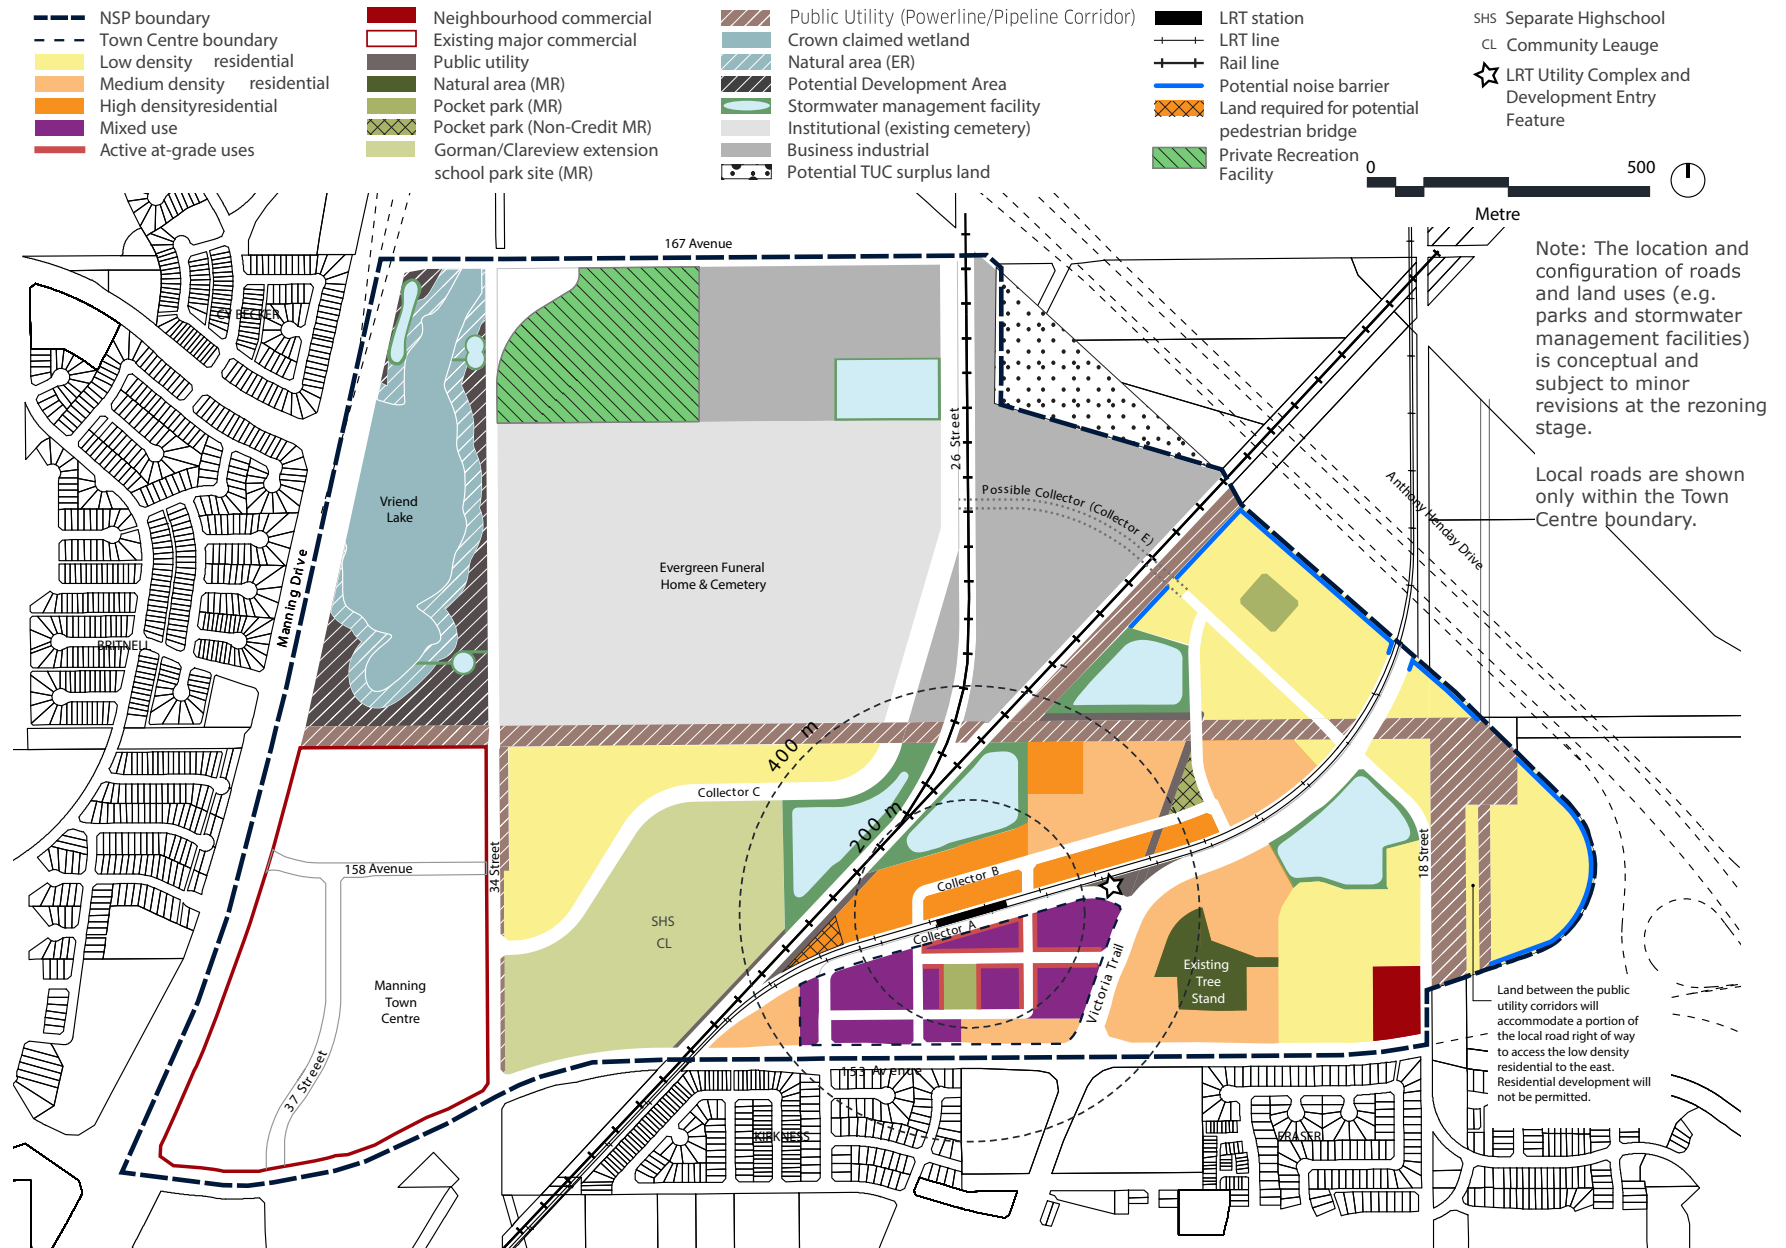 NSP boundary
Town Centre boundary
Low density residential
Medium density residential
High densityresidential
Mixed use
Active at-grade uses
Neighbourhood commercial
Existing major commercial
Public utility
Natural area (MR)
Pocket park (MR)
Pocket park (Non-Credit MR)
Gorman/Clareview extension
school park site (MR)
Public Utility (Powerline/Pipeline Corridor)
Crown claimed wetland
Natural area (ER)
Potential Development Area
Stormwater management facility
Institutional (existing cemetery)
Business industrial
Potential TUC surplus land
LRT station
LRT line
Rail line
Potential noise barrier
Land required for potential
pedestrian bridge
Private Recreation
Facility
SHS Separate Highschool
CL Community Leauge
LRT Utility Complex and
Development Entry
Feature
0 500
Metre
Note: The location and
configuration of roads
and land uses (e.g.
parks and stormwater
management facilities)
is conceptual and
subject to minor
revisions at the rezoning
stage.
Local roads are shown
only within the Town
Centre boundary.
167 Avenue
CY BECKER
26 Street
Possible Collector (Collector E)
Anthony Henday Drive
Vriend
Lake
Evergreen Funeral
Home & Cemetery
Manning Drive
BRITNELL
400 m
Collector C
200 m
34 Street
158 Avenue
18 Street
Collector B
SHS
CL
Collector A
Victoria Trail
Existing
Tree
Stand
Manning
Town
Centre
37 Streeet
Land between the public
utility corridors will
accommodate a portion of
the local road right of way
to access the low density
residential to the east.
Residential development will
not be permitted.
153 Avenue
KIRKNESS
FRASER